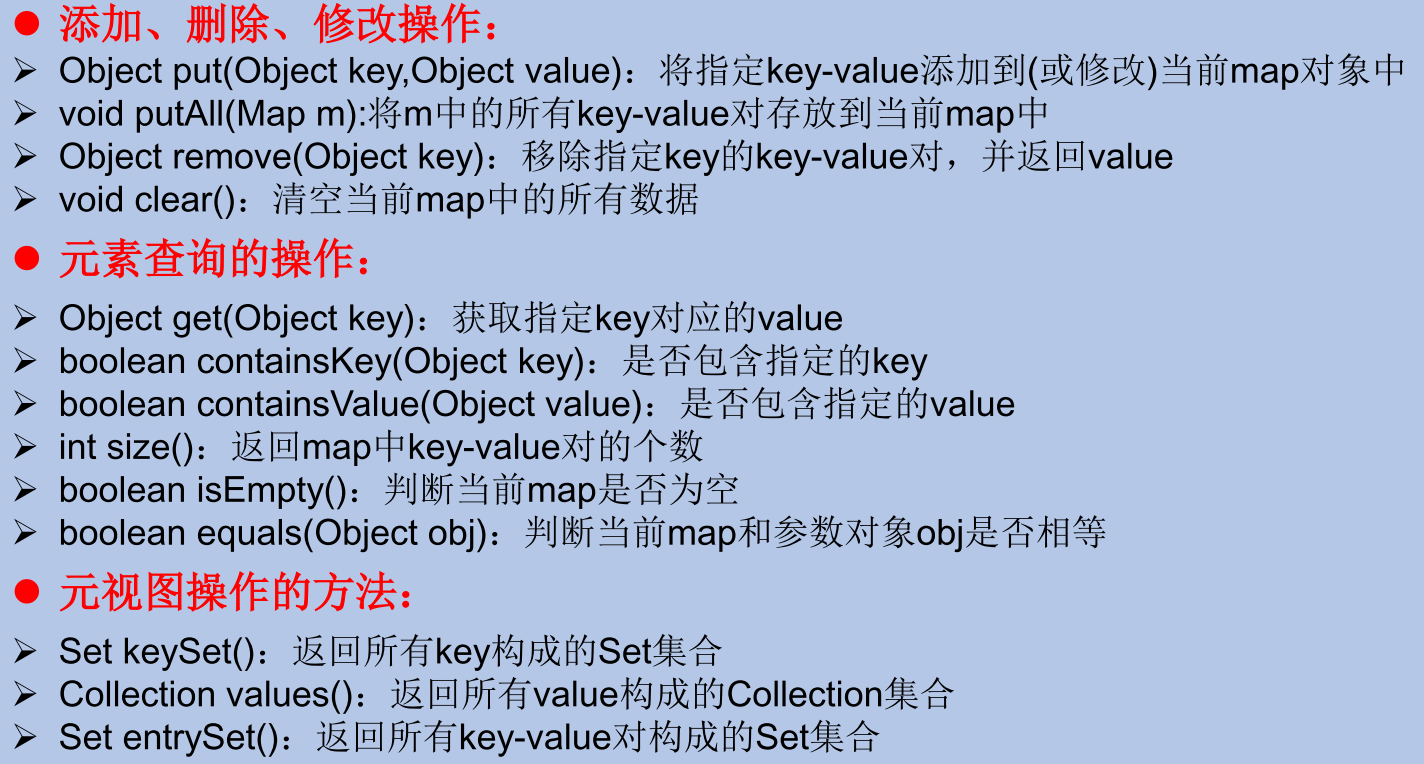 ● 添加、删除、修改操作：
➢ Object put(Object key,Object value)：将指定key-value添加到(或修改)当前map对象中
➢ void putAll(Map m):将m中的所有key-value对存放到当前map中
➢ Object remove(Object key)：移除指定key的key-value对，并返回value
➢ void clear()：清空当前map中的所有数据
● 元素查询的操作：
➢ Object get(Object key)：获取指定key对应的value
➢ boolean containsKey(Object key)：是否包含指定的key
➢ boolean containsValue(Object value)：是否包含指定的value
➢ int size()：返回map中key-value对的个数
➢ boolean isEmpty()：判断当前map是否为空
➢ boolean equals(Object obj)：判断当前map和参数对象obj是否相等
● 元视图操作的方法：
➢ Set keySet()：返回所有key构成的Set集合
➢ Collection values()：返回所有value构成的Collection集合
➢ Set entrySet()：返回所有key-value对构成的Set集合